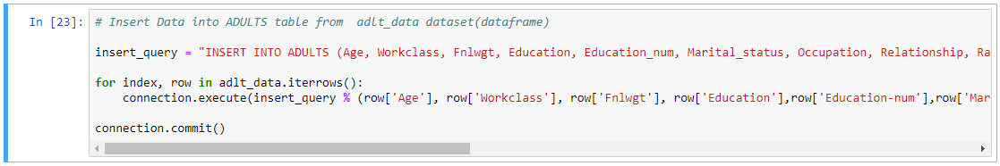 In [23]: # Insert Data into ADULTS table from  adlt_data dataset(dataframe)
insert_query = "INSERT INTO ADULTS (Age, Workclass, Fnlwgt, Education, Education_num, Marital_status, Occupation, Relationship, Ra
for index, row in adlt_data.iterrows():
    connection.execute(insert_query % (row['Age'], row['Workclass'], row['Fnlwgt'], row['Education'],row['Education-num'],row['Mar
connection.commit()